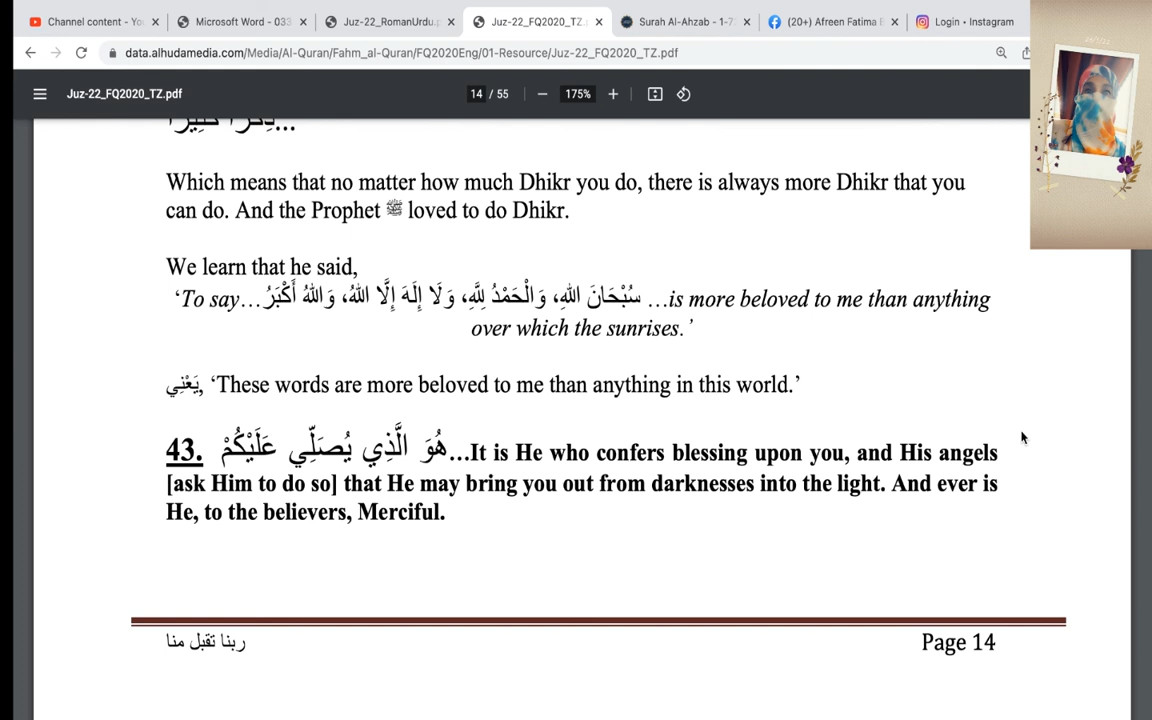 Channel content - Yo
Microsoft Word - 033
Juz-22_RomanUrdu.p
Juz-22_FQ2020_TZ.
Surah Al-Ahzab - 1-7
(20+) Afreen Fatima
Login • Instagram
data.alhudamedia.com/Media/Al-Quran/Fahm_al-Quran/FQ2020Eng/01-Resource/Juz-22_FQ2020_TZ.pdf
Juz-22_FQ2020_TZ.pdf
14 / 55
175%
Which means that no matter how much Dhikr you do, there is always more Dhikr that you
can do. And the Prophet ﷺ loved to do Dhikr.
We learn that he said,
‘To say…سُبْحَانَ اللهِ، وَالْحَمْدُ لِلَّهِ، وَلَا إِلَهَ إِلَّا اللهُ، وَاللهُ أَكْبَرُ …is more beloved to me than anything
over which the sunrises.’
يَعْنِي, ‘These words are more beloved to me than anything in this world.’
43. هُوَ الَّذِي يُصَلِّي عَلَيْكُمْ…It is He who confers blessing upon you, and His angels
[ask Him to do so] that He may bring you out from darknesses into the light. And ever is
He, to the believers, Merciful.
ربنا تقبل منا
Page 14